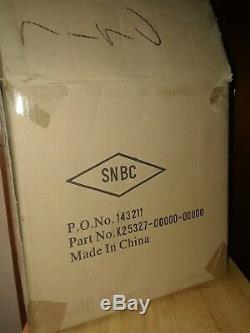 SNBC
P.O.No. 143211
Part No.K25327-00000-00000
Made In China